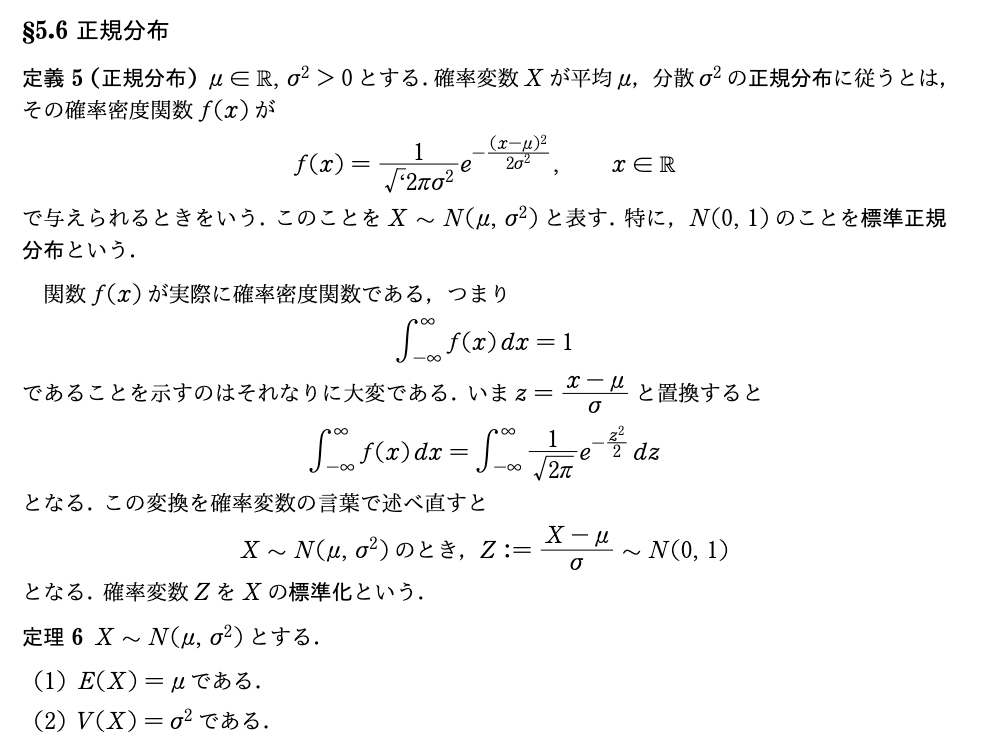 §5.6 正規分布
定義 5 (正規分布) μ ∈ ℝ, σ² > 0 とする. 確率変数 X が平均 μ, 分散 σ² の正規分布に従うとは,
その確率密度関数 f(x) が
f(x) = \frac{1}{\sqrt{2πσ²}} e^{-\frac{(x-μ)²}{2σ²}}, x ∈ ℝ
で与えられるときをいう. このことを X ∼ N(μ, σ²) と表す. 特に, N(0, 1) のことを標準正規
分布という.
関数 f(x) が実際に確率密度関数である, つまり
∫_{-∞}^{∞} f(x) dx = 1
であることを示すのはそれなりに大変である. いま z = \frac{x-μ}{σ} と置換すると
∫_{-∞}^{∞} f(x) dx = ∫_{-∞}^{∞} \frac{1}{\sqrt{2π}} e^{-\frac{z²}{2}} dz
となる. この変換を確率変数の言葉で述べ直すと
X ∼ N(μ, σ²) のとき, Z := \frac{X-μ}{σ} ∼ N(0, 1)
となる. 確率変数 Z を X の標準化という.
定理 6 X ∼ N(μ, σ²) とする.
(1) E(X) = μ である.
(2) V(X) = σ² である.